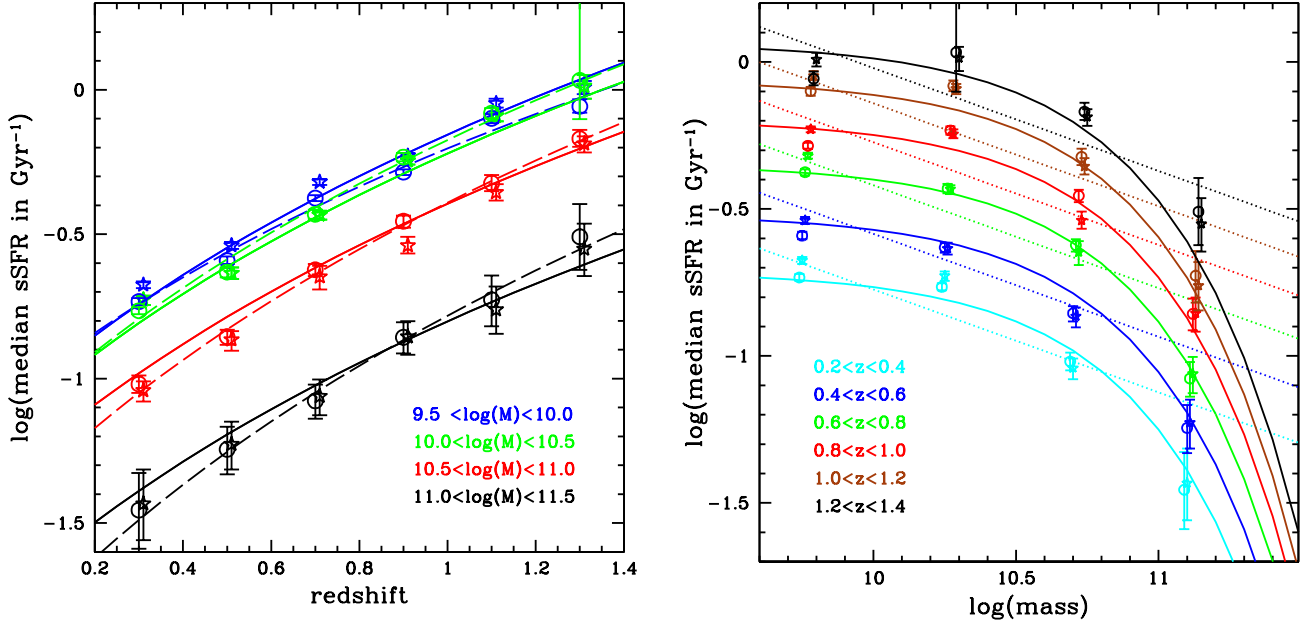 log(median sSFR in Gyr⁻¹)
0
-0.5
-1
-1.5
9.5 <log(M)<10.0
10.0<log(M)<10.5
10.5<log(M)<11.0
11.0<log(M)<11.5
0.2 0.4 0.6 0.8 1 1.2 1.4
redshift
log(median sSFR in Gyr⁻¹)
0
-0.5
-1
-1.5
0.2<z<0.4
0.4<z<0.6
0.6<z<0.8
0.8<z<1.0
1.0<z<1.2
1.2<z<1.4
10 10.5 11
log(mass)